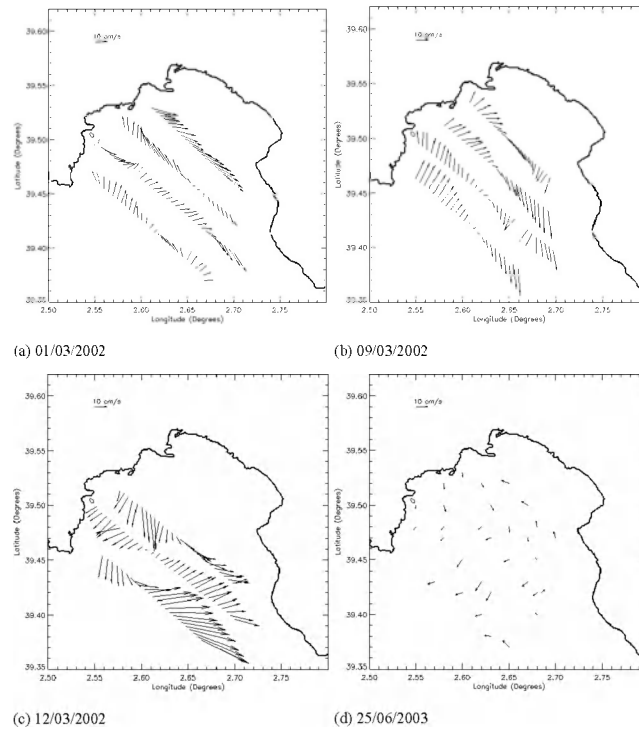 39.60
39.55
39.50
39.45
39.40
39.35
Latitude (Degrees)
10 cm/s
2.50 2.55 2.60 2.65 2.70 2.75
Longitude (Degrees)
(a) 01/03/2002
39.60
39.55
39.50
39.45
39.40
39.35
Latitude (Degrees)
10 cm/s
2.50 2.55 2.60 2.95 2.70 2.75
Longitude (Degrees)
(b) 09/03/2002
39.60
39.55
39.50
39.45
39.40
39.35
Latitude (Degrees)
10 cm/s
2.50 2.55 2.60 2.65 2.70 2.75
Longitude (Degrees)
(c) 12/03/2002
39.60
39.55
39.50
39.45
39.40
39.35
Latitude (Degrees)
10 cm/s
2.50 2.55 2.60 2.65 2.70 2.75
Longitude (Degrees)
(d) 25/06/2003